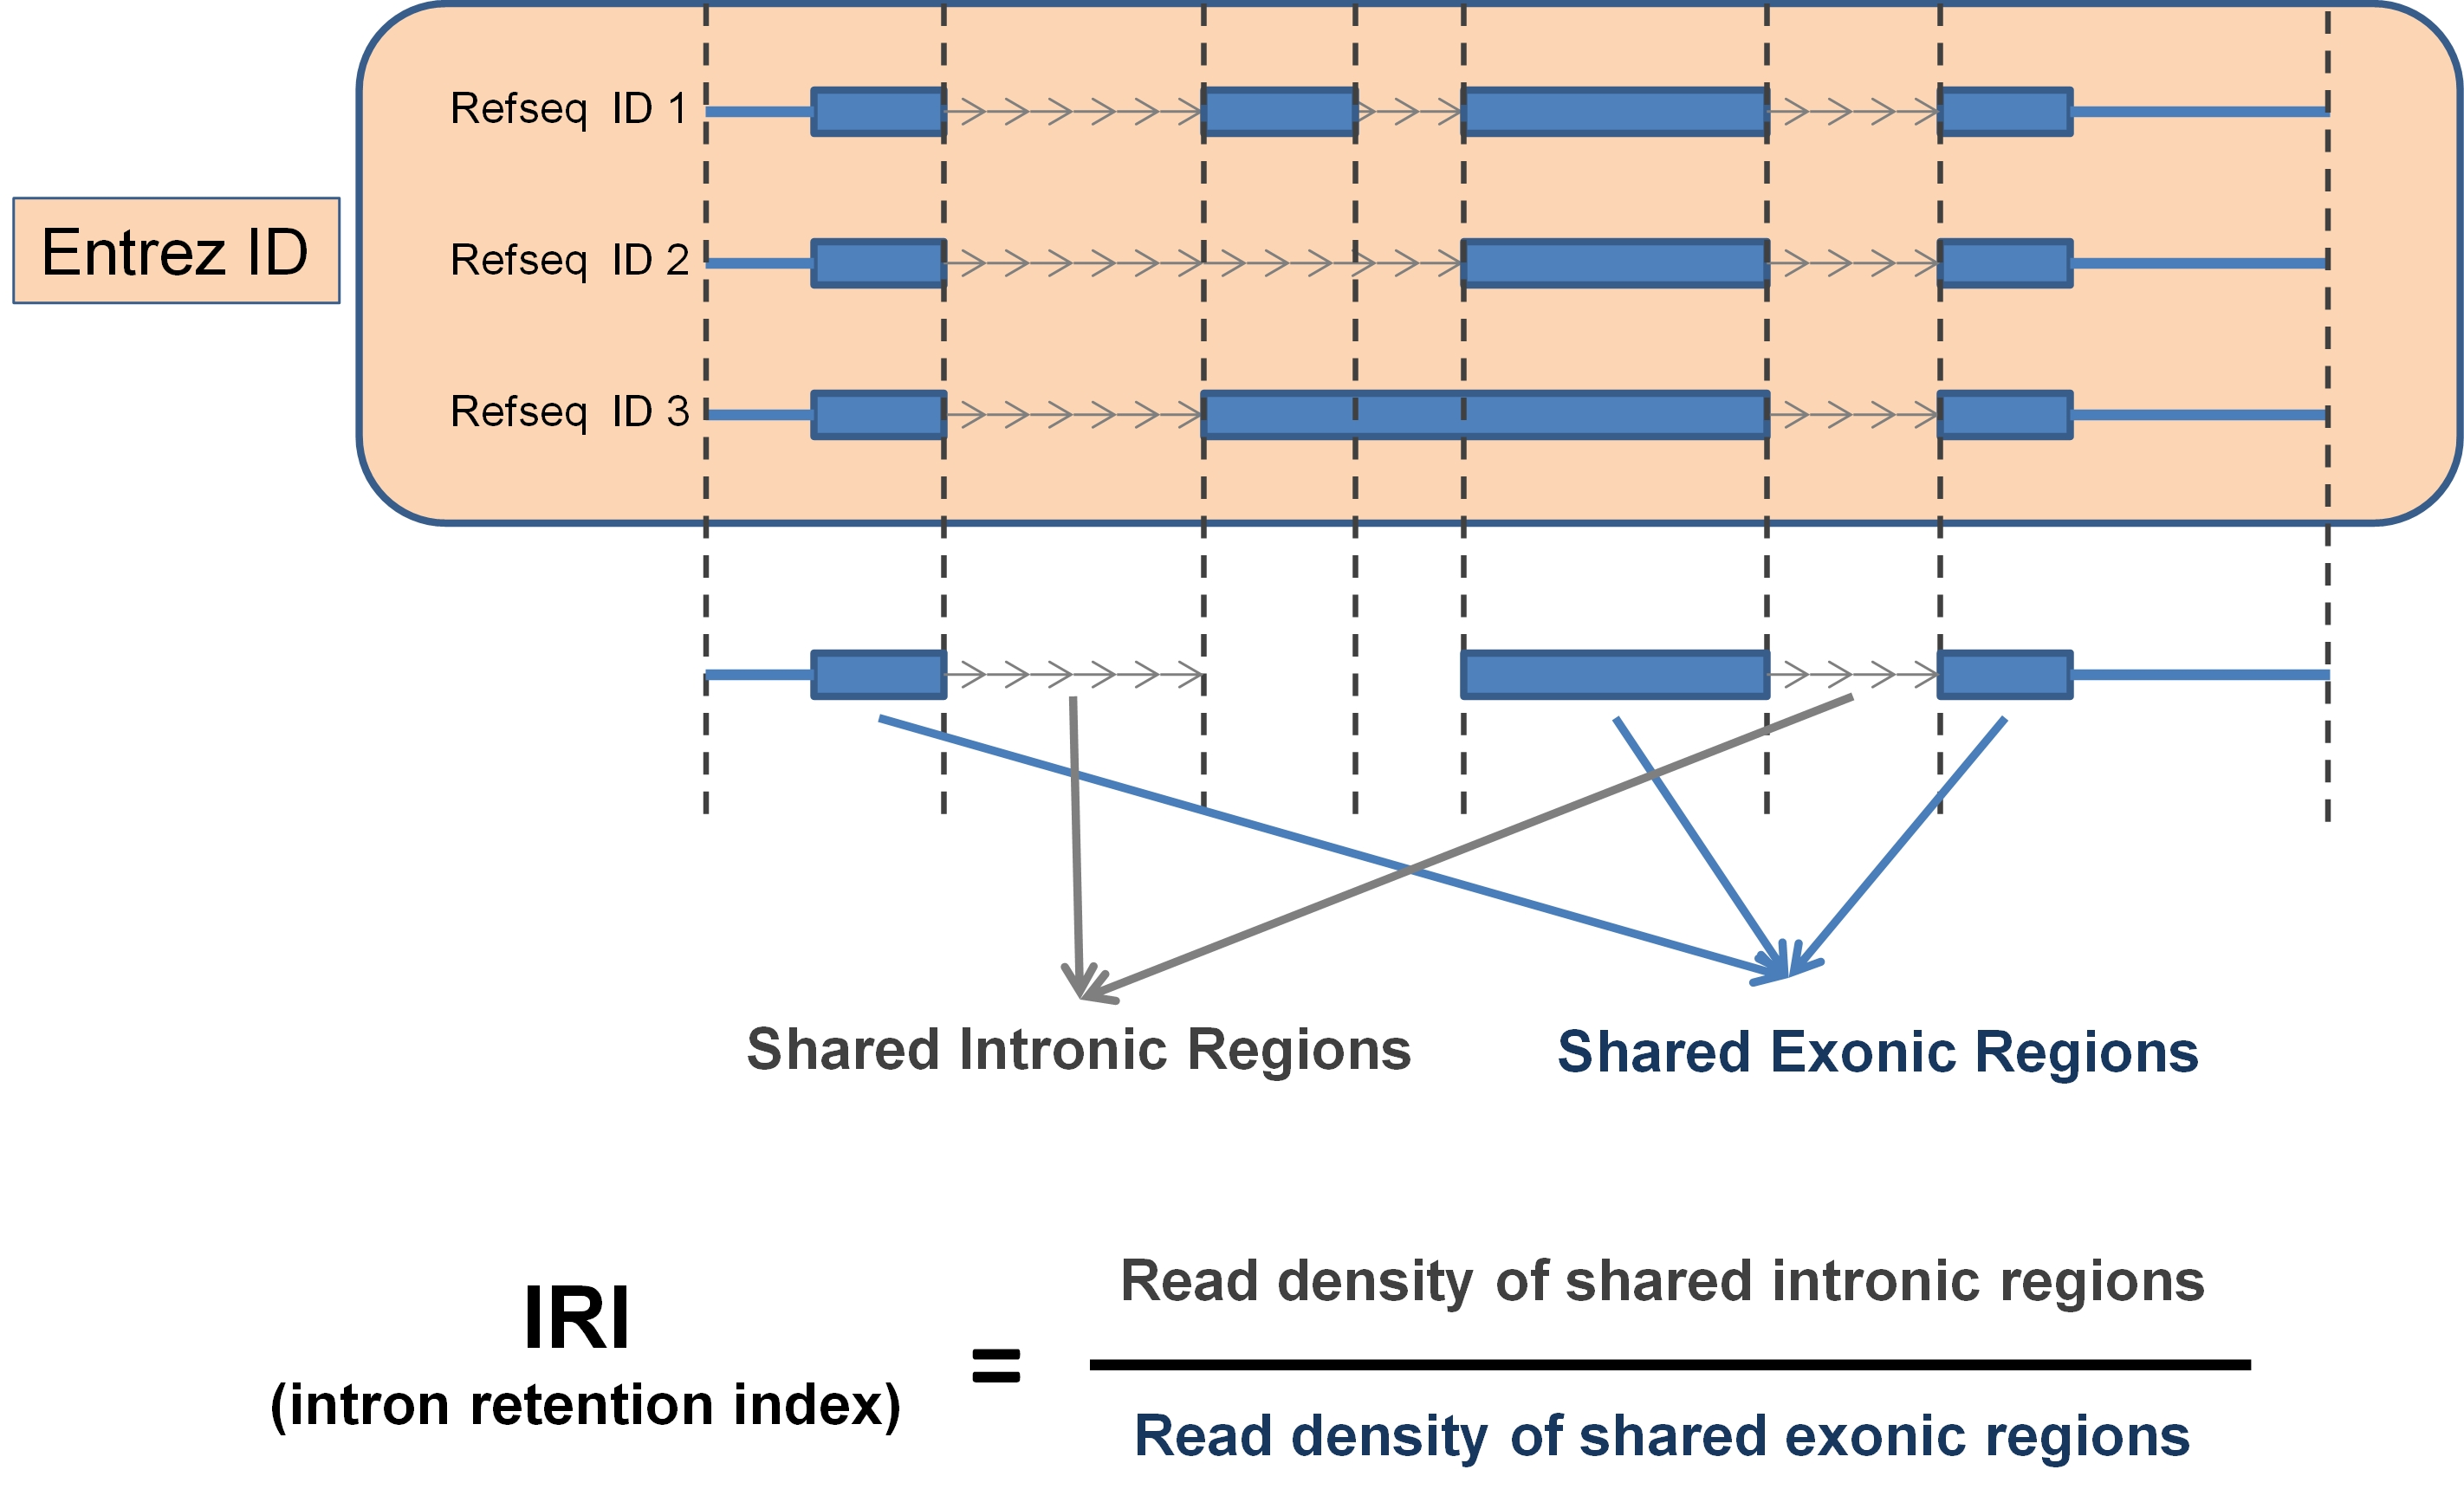 Refseq ID 1
Entrez ID
Refseq ID 2
Refseq ID 3
Shared Intronic Regions
Shared Exonic Regions
IRI
(intron retention index)
=
Read density of shared intronic regions
Read density of shared exonic regions